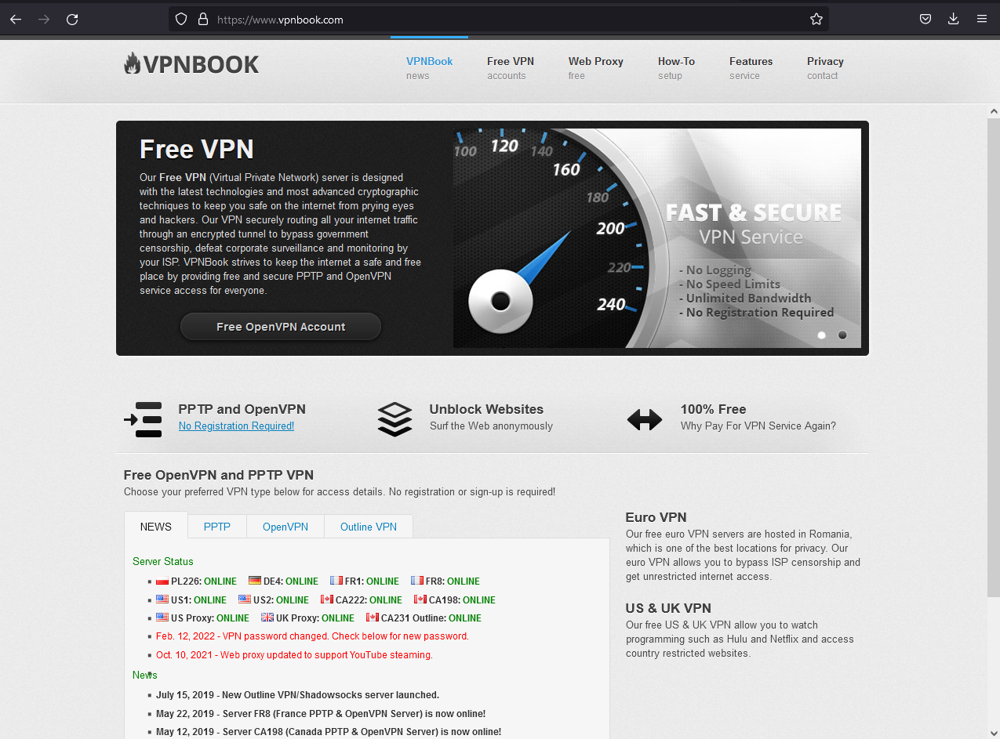 https://www.vpnbook.com
VPNBOOK
VPNBook
news
Free VPN
accounts
Web Proxy
free
How-To
setup
Features
service
Privacy
contact
Free VPN
Our Free VPN (Virtual Private Network) server is designed
with the latest technologies and most advanced cryptographic
techniques to keep you safe on the internet from prying eyes
and hackers. Our VPN securely routing all your internet traffic
through an encrypted tunnel to bypass government
censorship, defeat corporate surveillance and monitoring by
your ISP. VPNBook strives to keep the internet a safe and free
place by providing free and secure PPTP and OpenVPN
service access for everyone.
Free OpenVPN Account
100
120
140
160
180
200
220
240
FAST & SECURE
VPN Service
- No Logging
- No Speed Limits
- Unlimited Bandwidth
- No Registration Required
PPTP and OpenVPN
No Registration Required!
Unblock Websites
Surf the Web anonymously
100% Free
Why Pay For VPN Service Again?
Free OpenVPN and PPTP VPN
Choose your preferred VPN type below for access details. No registration or sign-up is required!
NEWS PPTP OpenVPN Outline VPN
Server Status
PL226: ONLINE DE4: ONLINE FR1: ONLINE FR8: ONLINE
US1: ONLINE US2: ONLINE CA222: ONLINE CA198: ONLINE
US Proxy: ONLINE UK Proxy: ONLINE CA231 Outline: ONLINE
Feb. 12, 2022 - VPN password changed. Check below for new password.
Oct. 10, 2021 - Web proxy updated to support YouTube steaming.
News
July 15, 2019 - New Outline VPN/Shadowsocks server launched.
May 22, 2019 - Server FR8 (France PPTP & OpenVPN Server) is now online!
May 12, 2019 - Server CA198 (Canada PPTP & OpenVPN Server) is now online!
Euro VPN
Our free euro VPN servers are hosted in Romania,
which is one of the best locations for privacy. Our
euro VPN allows you to bypass ISP censorship and
get unrestricted internet access.
US & UK VPN
Our free US & UK VPN allow you to watch
programming such as Hulu and Netflix and access
country restricted websites.